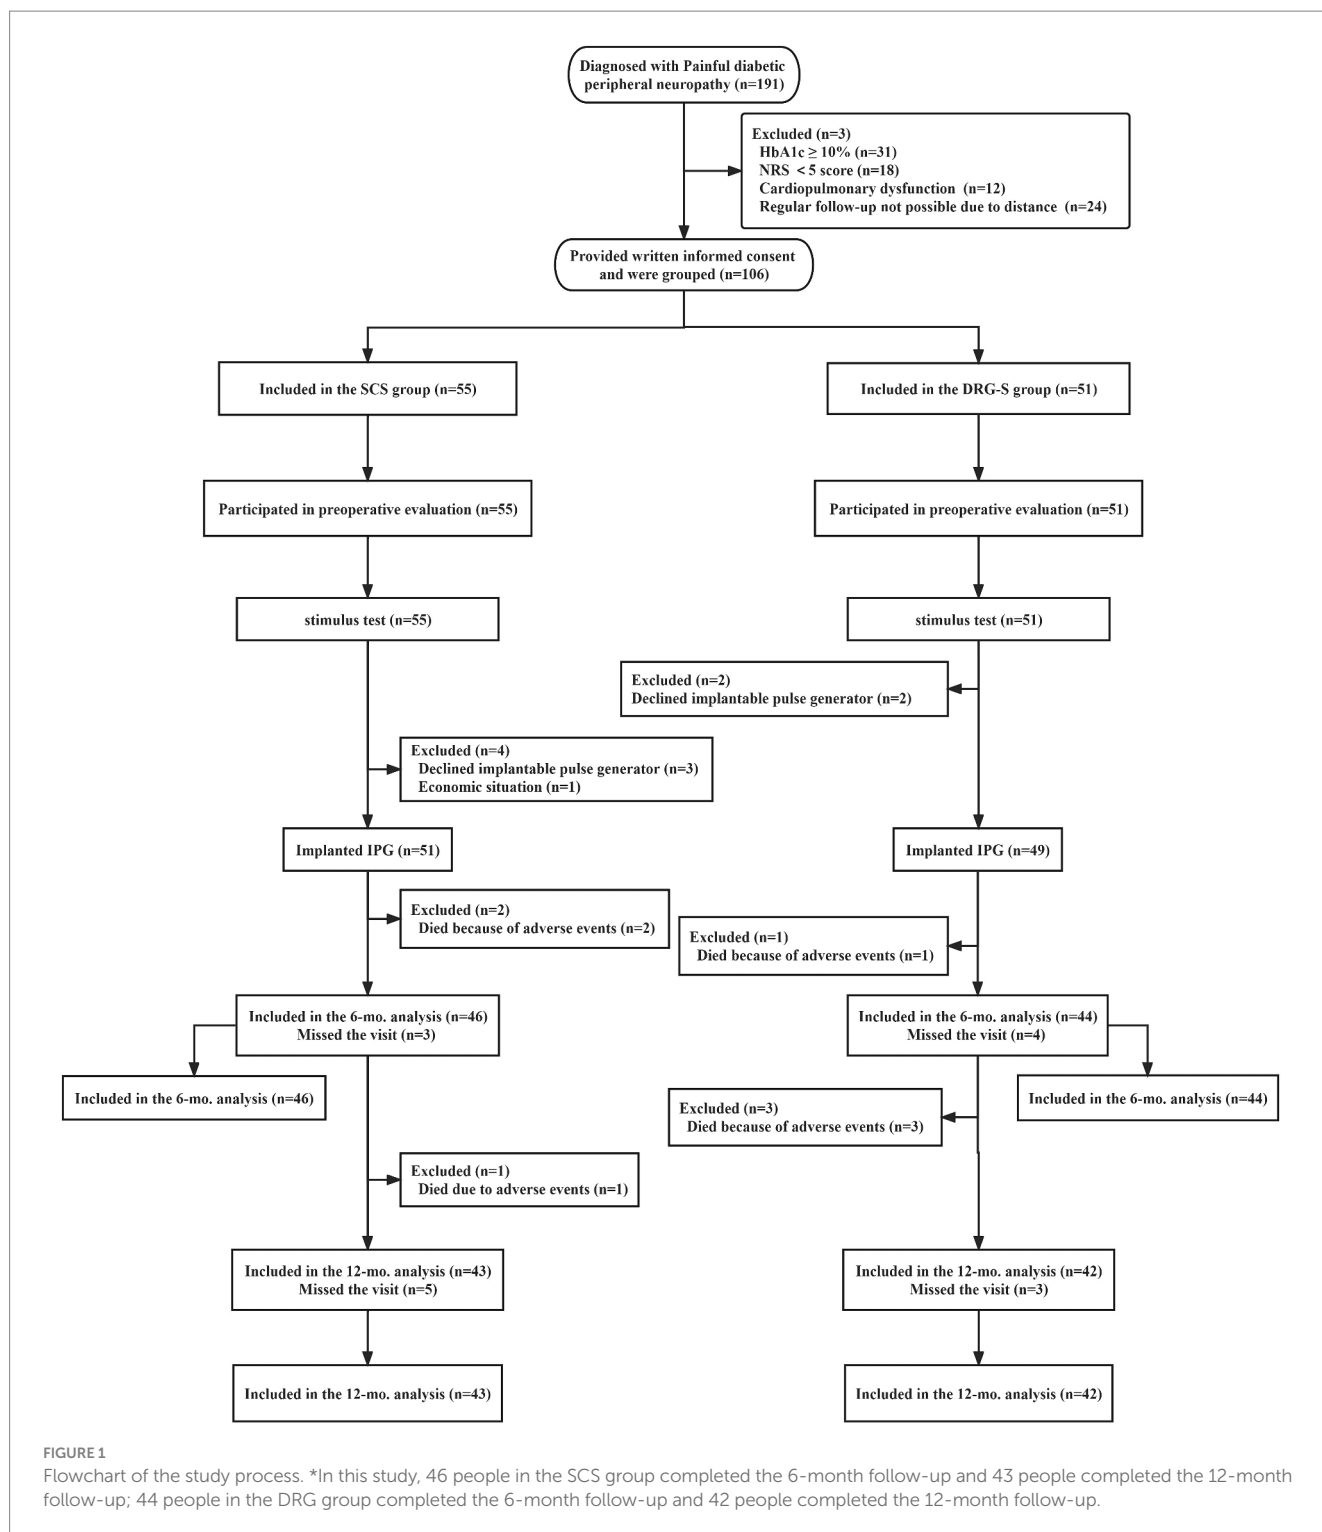 Diagnosed with Painful diabetic
peripheral neuropathy (n=191)
Excluded (n=3)
HbA1c ≥ 10% (n=31)
NRS < 5 score (n=18)
Cardiopulmonary dysfunction (n=12)
Regular follow-up not possible due to distance (n=24)
Provided written informed consent
and were grouped (n=106)
Included in the SCS group (n=55)
Included in the DRG-S group (n=51)
Participated in preoperative evaluation (n=55)
Participated in preoperative evaluation (n=51)
stimulus test (n=55)
stimulus test (n=51)
Excluded (n=2)
Declined implantable pulse generator (n=2)
Excluded (n=4)
Declined implantable pulse generator (n=3)
Economic situation (n=1)
Implanted IPG (n=51)
Implanted IPG (n=49)
Excluded (n=2)
Died because of adverse events (n=2)
Excluded (n=1)
Died because of adverse events (n=1)
Included in the 6-mo. analysis (n=46)
Missed the visit (n=3)
Included in the 6-mo. analysis (n=44)
Missed the visit (n=4)
Included in the 6-mo. analysis (n=46)
Included in the 6-mo. analysis (n=44)
Excluded (n=3)
Died because of adverse events (n=3)
Excluded (n=1)
Died due to adverse events (n=1)
Included in the 12-mo. analysis (n=43)
Missed the visit (n=5)
Included in the 12-mo. analysis (n=42)
Missed the visit (n=3)
Included in the 12-mo. analysis (n=43)
Included in the 12-mo. analysis (n=42)
FIGURE 1
Flowchart of the study process. *In this study, 46 people in the SCS group completed the 6-month follow-up and 43 people completed the 12-month
follow-up; 44 people in the DRG group completed the 6-month follow-up and 42 people completed the 12-month follow-up.